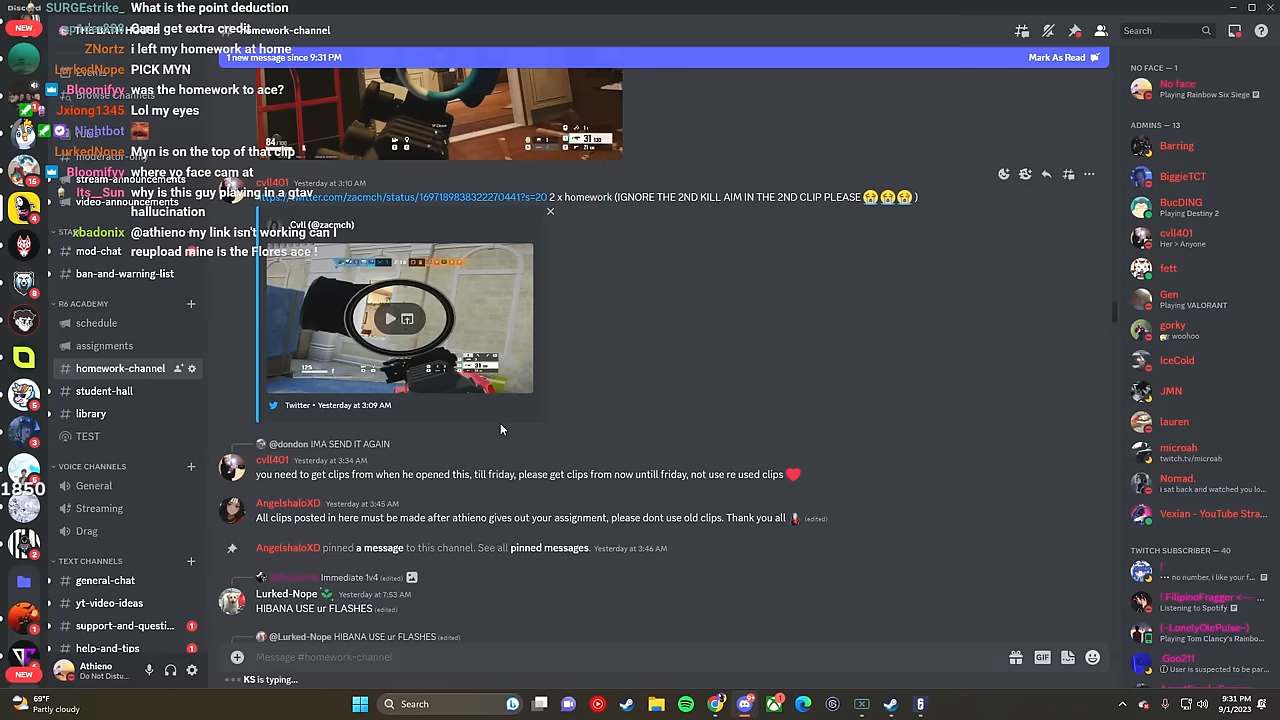 SURGEstrike_ What is the point deduction
Can I get extra credit
ZNortz i left my homework at home
LurkedNope PICK MYN
Bloomifyy was the homework to ace?
Jxiong1345 Lol my eyes
Nightbot
LurkedNope Myn is on the top of that clip
Bloomifyy where yo face cam at
Its__Sun why is this guy playing in a gtav
hallucination
xbadonix @athieno my link isn't working can I
reupload mine is the Flores ace !
NEW
1850
NEW
Browse Channels
moderator-only
stream-announcements
video-announcements
mod-chat
ban-and-warning-list
R6 ACADEMY
schedule
assignments
homework-channel
student-hall
library
TEST
VOICE CHANNELS
General
Streaming
Drag
TEXT CHANNELS
general-chat
yt-video-ideas
support-and-questi... 1
help-and-tips 1
Athieno
Do Not Distu...
homework-channel
Search
1 new message since 9:31 PM
Mark As Read
cvll401 Yesterday at 3:10 AM
https://twitter.com/zacmch/status/1697189838322270441?s=20 2 x homework (IGNORE THE 2ND KILL AIM IN THE 2ND CLIP PLEASE 😭😭😭 )
Cvll (@zacmch)
Twitter • Yesterday at 3:09 AM
@dondon IMA SEND IT AGAIN
cvll401 Yesterday at 3:34 AM
you need to get clips from when he opened this, till friday, please get clips from now untill friday, not use re used clips ❤️
AngelshaloXD Yesterday at 3:45 AM
All clips posted in here must be made after athieno gives out your assignment, please dont use old clips. Thank you all (edited)
AngelshaloXD pinned a message to this channel. See all pinned messages. Yesterday at 3:46 AM
Immediate 1v4 (edited)
Lurked-Nope Yesterday at 7:53 AM
HIBANA USE ur FLASHES (edited)
@Lurked-Nope HIBANA USE ur FLASHES (edited)
Message #homework-channel
GIF
KS is typing...
NO FACE — 1
No face
Playing Rainbow Six Siege
ADMINS — 13
Barring
BiggieTCT
BucDING
Playing Destiny 2
cvll401
Her > Anyone
fett
Gen
Playing VALORANT
gorky
woohoo
IceCold
JMN
lauren
microah
twitch.tv/microah
Nomad.
i sat back and watched you lo...
Vexian - YouTube Stra...
TWITCH SUBSCRIBER — 40
!
••• no number, i like your f...
! FilipinoFragger <---...
Listening to Spotify
(~LonelyOlePulse~)
Playing Tom Clancy's Rainbo...
.Goo211
User is suspected to be par...
69°F
Partly cloudy
Search
9:31 PM
9/1/2023